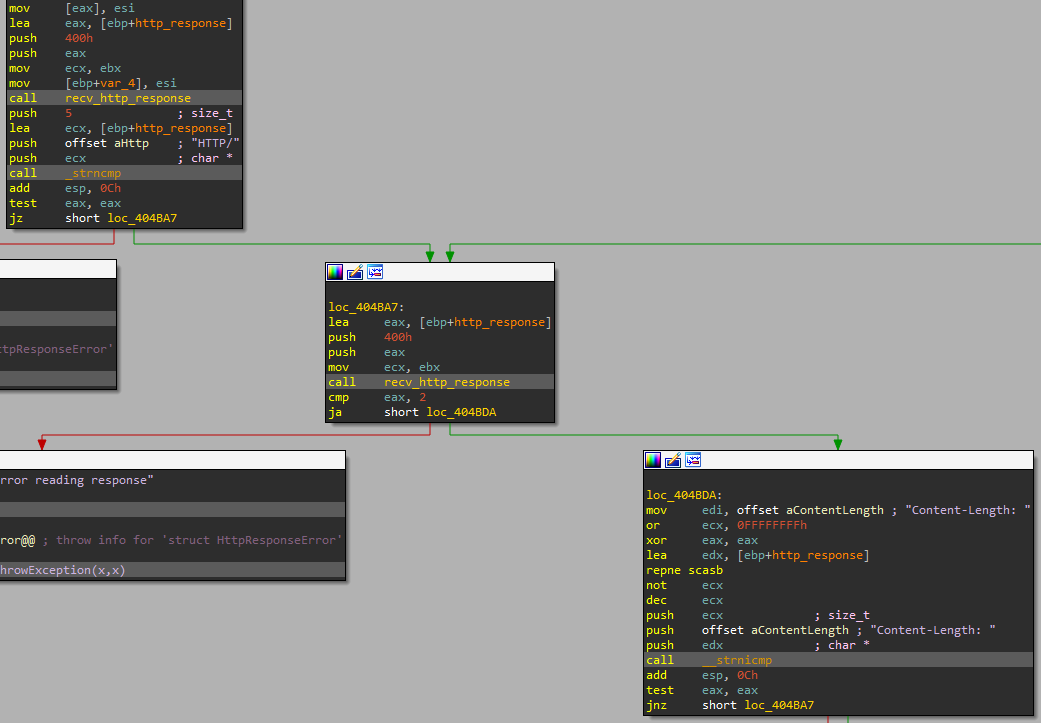 mov [eax], esi
lea eax, [ebp+http_response]
push 400h
push eax
mov ecx, ebx
mov [ebp+var_4], esi
call recv_http_response
push 5 ; size_t
lea ecx, [ebp+http_response]
push offset aHttp ; "HTTP/"
push ecx ; char *
call _strncmp
add esp, 0Ch
test eax, eax
jz short loc_404BA7
ttpResponseError'
loc_404BA7:
lea eax, [ebp+http_response]
push 400h
push eax
mov ecx, ebx
call recv_http_response
cmp eax, 2
ja short loc_404BDA
rror reading response"
ror@@ ; throw info for 'struct HttpResponseError'
hrowException(x,x)
loc_404BDA:
mov edi, offset aContentLength ; "Content-Length: "
or ecx, 0FFFFFFFFh
xor eax, eax
lea edx, [ebp+http_response]
repne scasb
not ecx
dec ecx
push ecx ; size_t
push offset aContentLength ; "Content-Length: "
push edx ; char *
call __strnicmp
add esp, 0Ch
test eax, eax
jnz short loc_404BA7